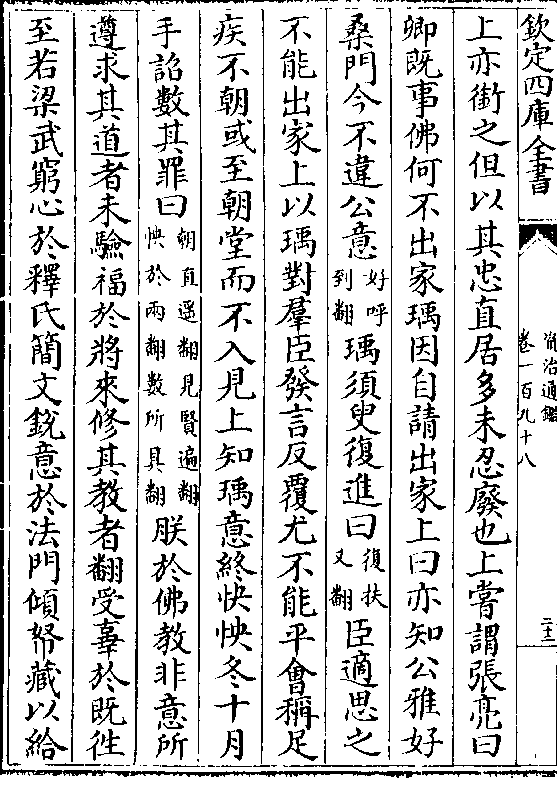 欽定四庫全書
資治通鑑
卷一百九十八
二十三
上亦銜之但以其忠直居多未忍廢也上嘗謂張亮曰
卿既事佛何不出家瑀因自請出家上曰亦知公雅好
桑門今不違公意好呼到翻瑀須臾復進曰復扶又翻臣適思之
不能出家上以瑀對羣臣發言反覆尤不能平會稱足
疾不朝或至朝堂而不入見上知瑀意終怏怏冬十月
手詔數其罪曰朝直遥翻見賢遍翻怏於兩翻數所具翻朕於佛教非意所
遵求其道者未驗福於將來修其教者翻受辜於既徃
至若梁武窮心於釋氏簡文鋭意於法門傾帑藏以給